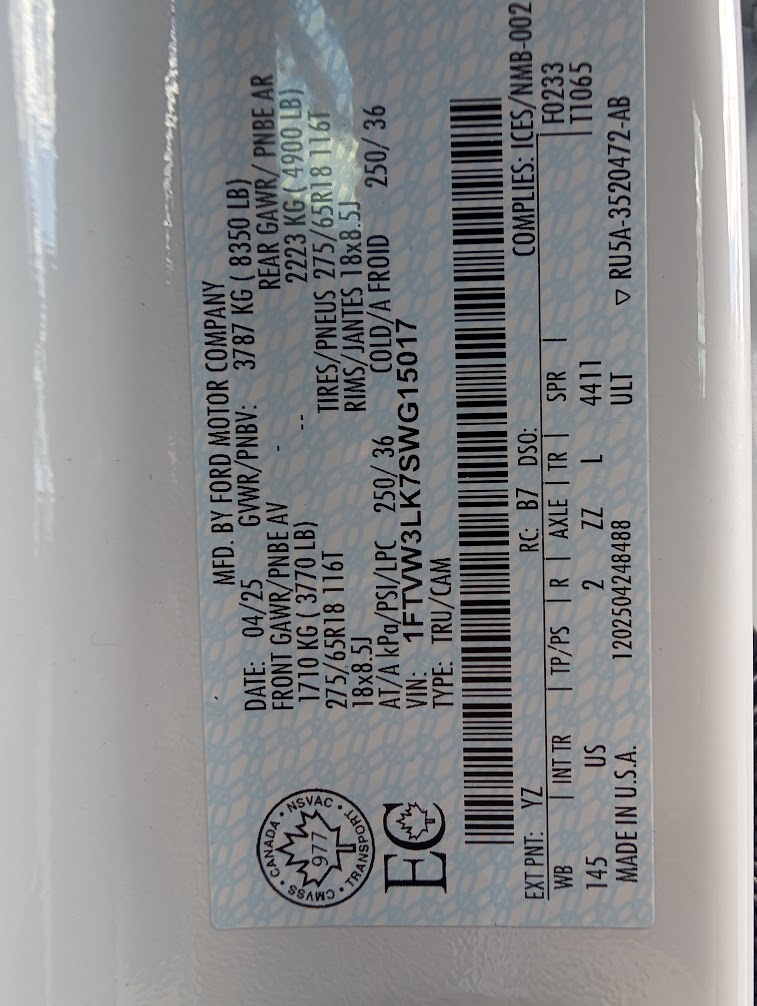 MFD. BY FORD MOTOR COMPANY
DATE: 04/25 GVWR/PNBV: 3787 KG ( 8350 LB)
FRONT GAWR/PNBE AV - REAR GAWR/ PNBE AR
1710 KG ( 3770 LB) -- 2223 KG ( 4900 LB)
275/65R18 116T TIRES/PNEUS 275/65R18 116T
18x8.5J RIMS/JANTES 18x8.5J
AT/A kPa/PSI/LPC 250/ 36 COLD/A FROID 250/ 36
VIN: 1FTVW3LK7SWG15017
TYPE: TRU/CAM
CANADA • NSVAC • TRANSPORT • CMVSS •
977
EC
EXT PNT: YZ RC: B7 DSO: COMPLIES: ICES/NMB-002
WB | INT TR | TP/PS | R | AXLE | TR | SPR | F0233
145 US 2 ZZ L 4411 T1065
MADE IN U.S.A. 1202504248488 ULT ▽ RU5A-3520472-AB